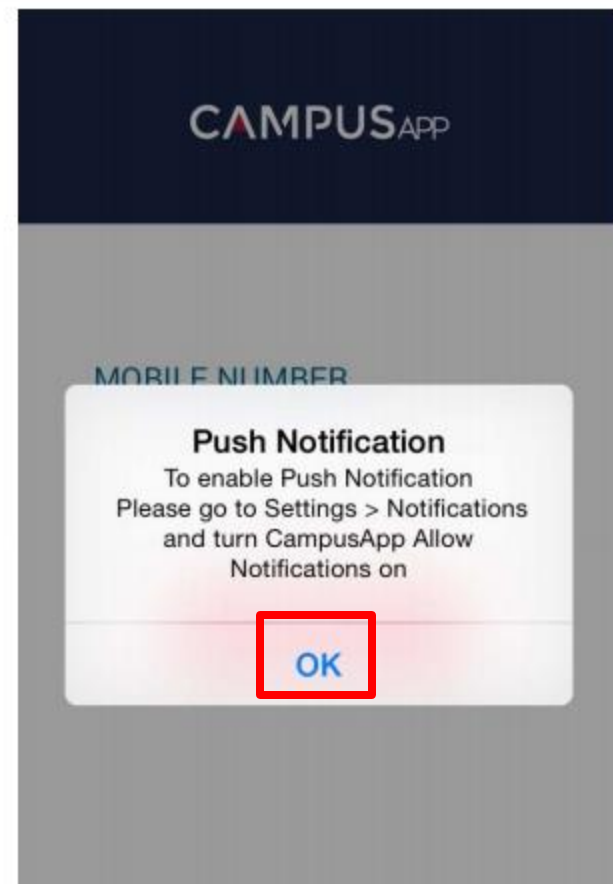 CAMPUSAPP
MOBILE NUMBER
Push Notification
To enable Push Notification
Please go to Settings > Notifications
and turn CampusApp Allow
Notifications on
OK